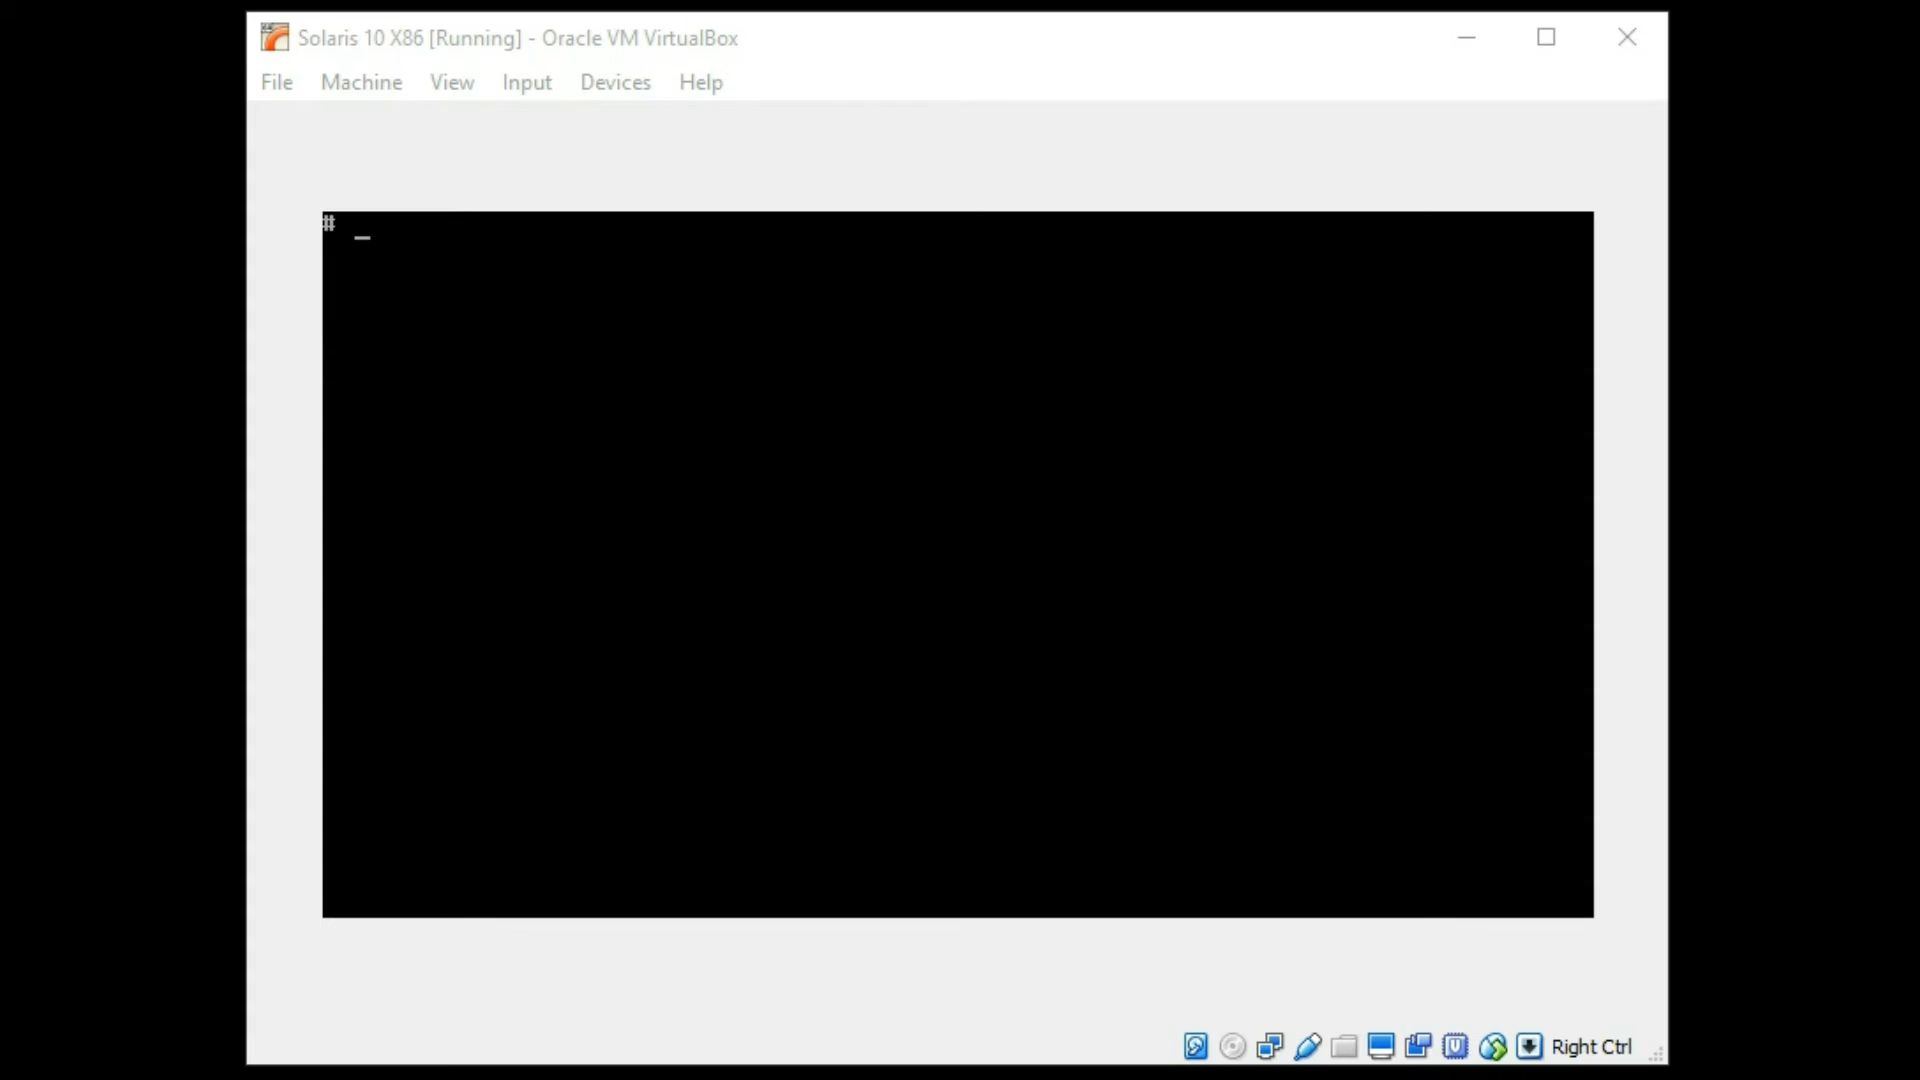 Solaris 10 X86 [Running] - Oracle VM VirtualBox
File Machine View Input Devices Help
# _
Right Ctrl